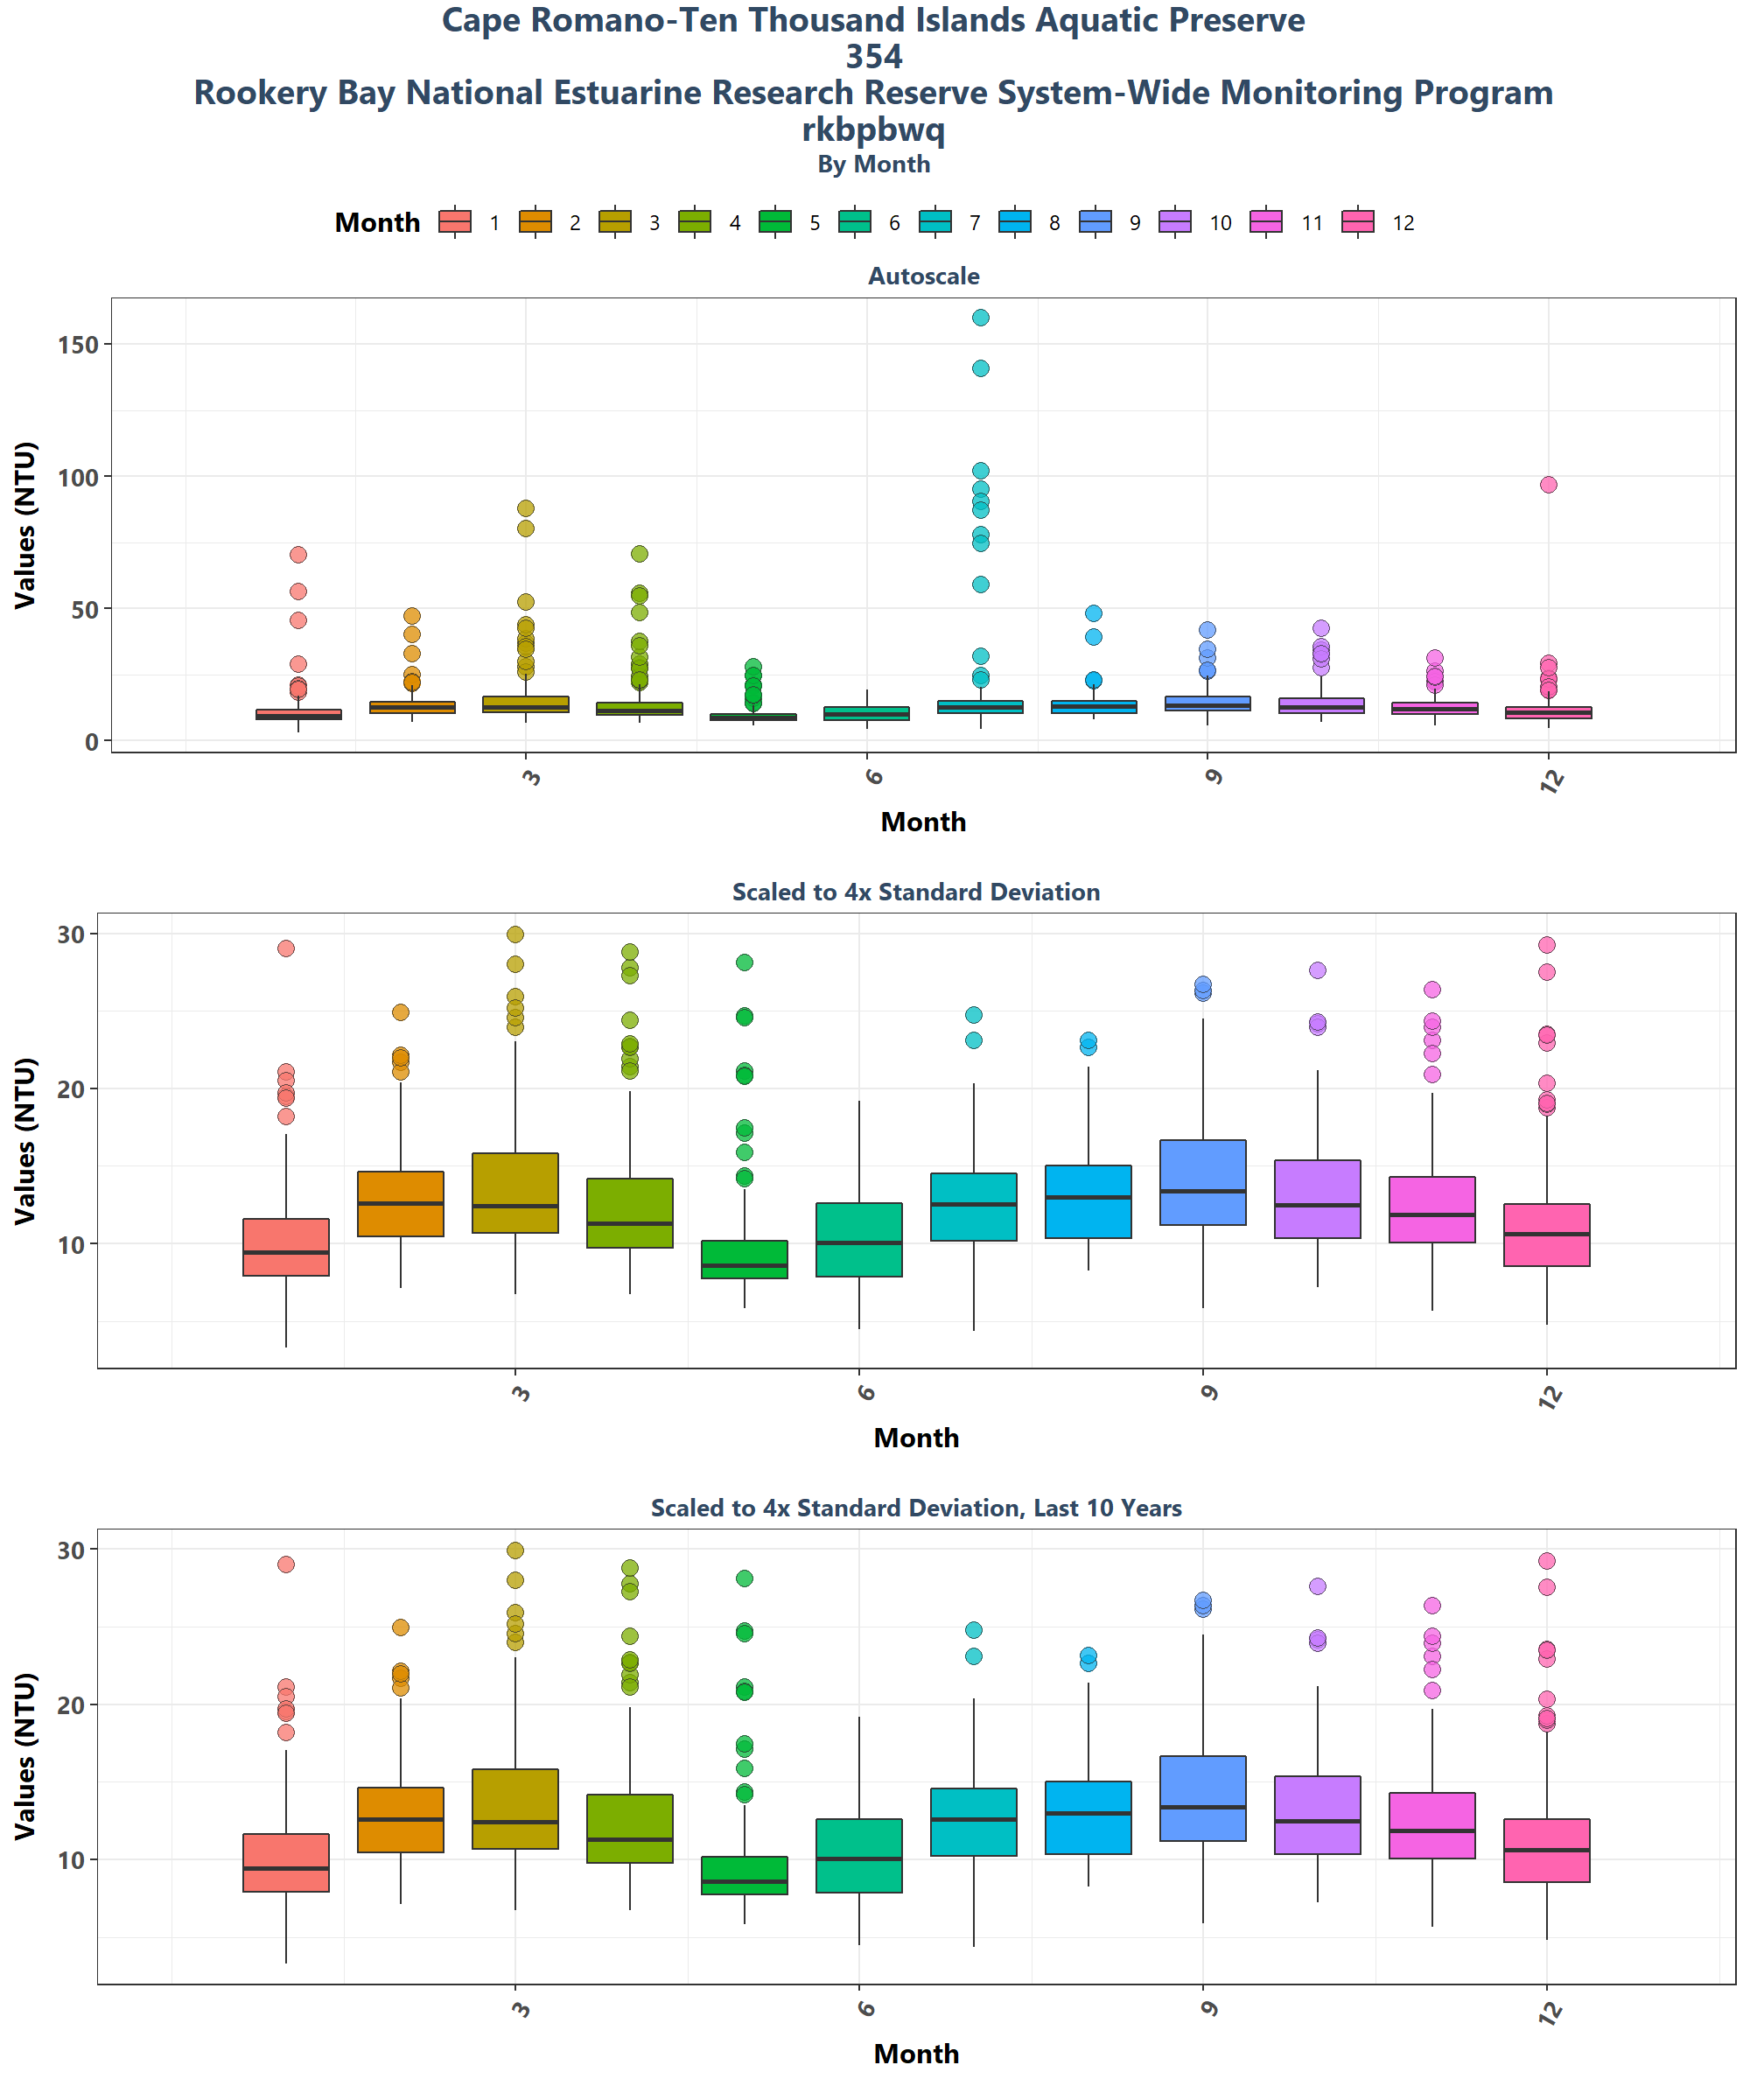 Cape Romano-Ten Thousand Islands Aquatic Preserve
354
Rookery Bay National Estuarine Research Reserve System-Wide Monitoring Program
rkbpbwq
By Month
Month 1 2 3 4 5 6 7 8 9 10 11 12
Autoscale
Values (NTU)
150
100
50
0
3 6 9 12
Month
Scaled to 4x Standard Deviation
Values (NTU)
30
20
10
3 6 9 12
Month
Scaled to 4x Standard Deviation, Last 10 Years
Values (NTU)
30
20
10
3 6 9 12
Month